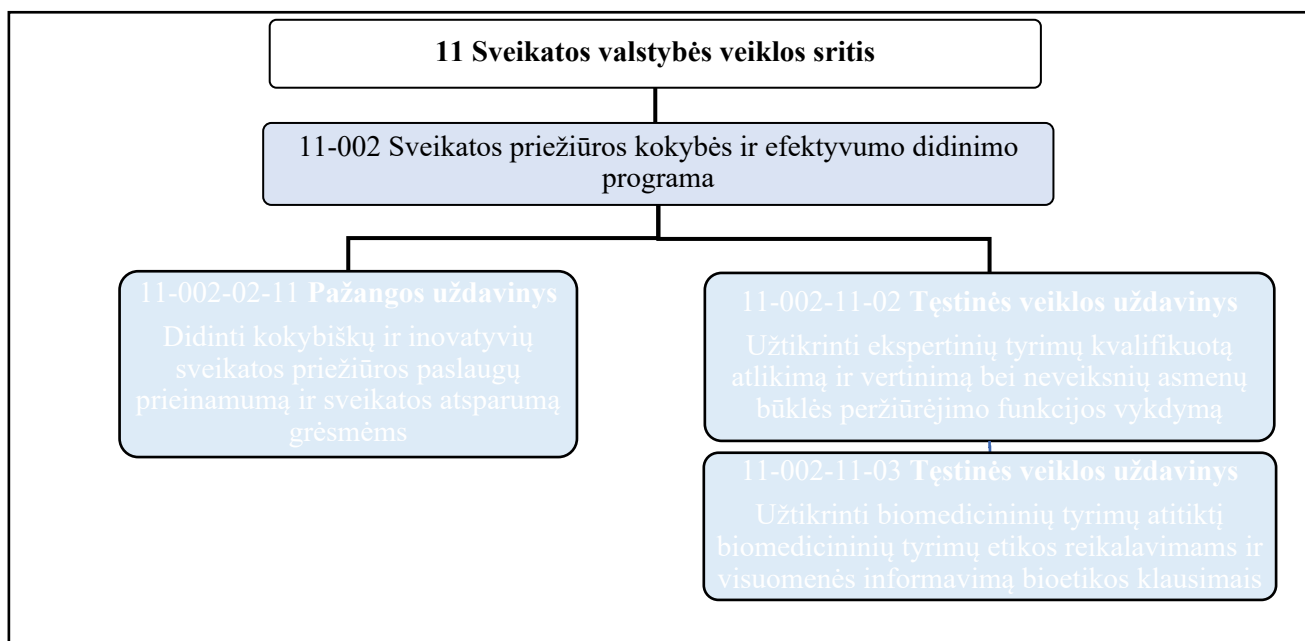 11 Sveikatos valstybės veiklos sritis
11-002 Sveikatos priežiūros kokybės ir efektyvumo didinimo
programa
11-002-02-11 Pažangos uždavinys
Didinti kokybiškų ir inovatyvių
sveikatos priežiūros paslaugų
prieinamumą ir sveikatos atsparumą
grėsmėms
11-002-11-02 Tęstinės veiklos uždavinys
Užtikrinti ekspertinių tyrimų kvalifikuotą
atlikimą ir vertinimą bei neveiksnių asmenų
būklės peržiūrėjimo funkcijos vykdymą
11-002-11-03 Tęstinės veiklos uždavinys
Užtikrinti biomedicininių tyrimų atitiktį
biomedicininių tyrimų etikos reikalavimams ir
visuomenės informavimą bioetikos klausimais